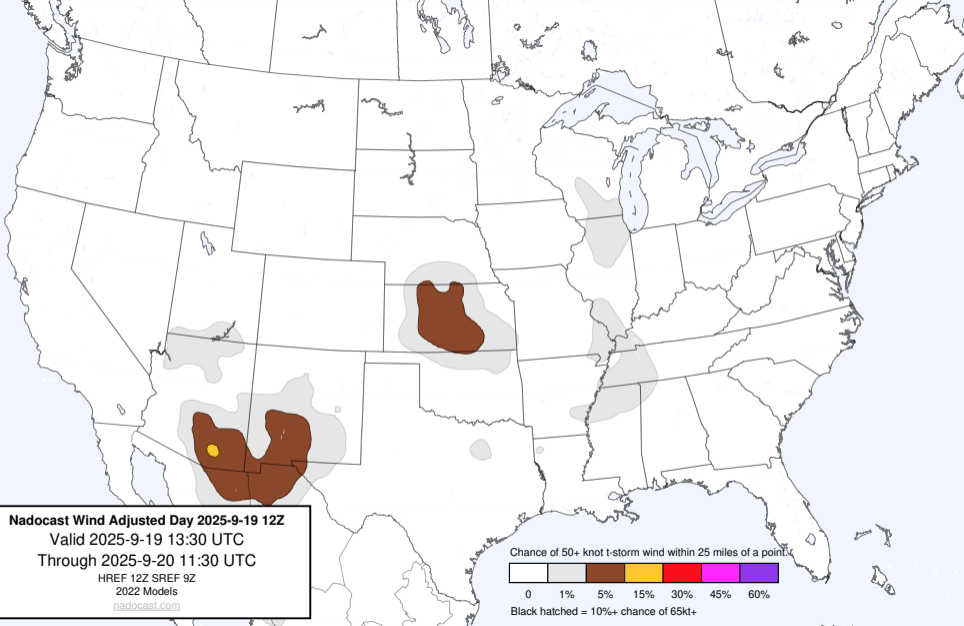 Nadocast Wind Adjusted Day 2025-9-19 12Z
Valid 2025-9-19 13:30 UTC
Through 2025-9-20 11:30 UTC
HREF 12Z SREF 9Z
2022 Models
nadocast.com
Chance of 50+ knot t-storm wind within 25 miles of a point.
0 1% 5% 15% 30% 45% 60%
Black hatched = 10%+ chance of 65kt+